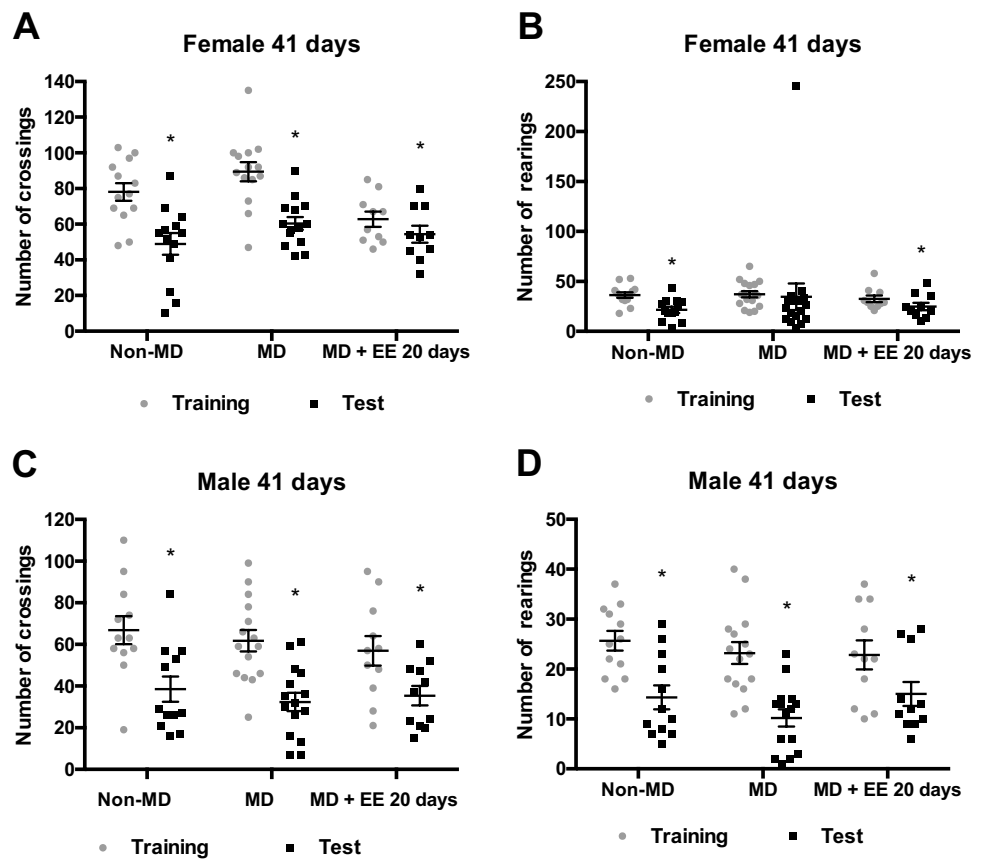 A
Female 41 days
Number of crossings
140
120
100
80
60
40
20
0
* * *
Non-MD MD MD + EE 20 days
Training Test
B
Female 41 days
Number of rearings
250
200
150
100
50
0
* *
Non-MD MD MD + EE 20 days
Training Test
C
Male 41 days
Number of crossings
120
100
80
60
40
20
0
* * *
Non-MD MD MD + EE 20 days
Training Test
D
Male 41 days
Number of rearings
50
40
30
20
10
0
* * *
Non-MD MD MD + EE 20 days
Training Test